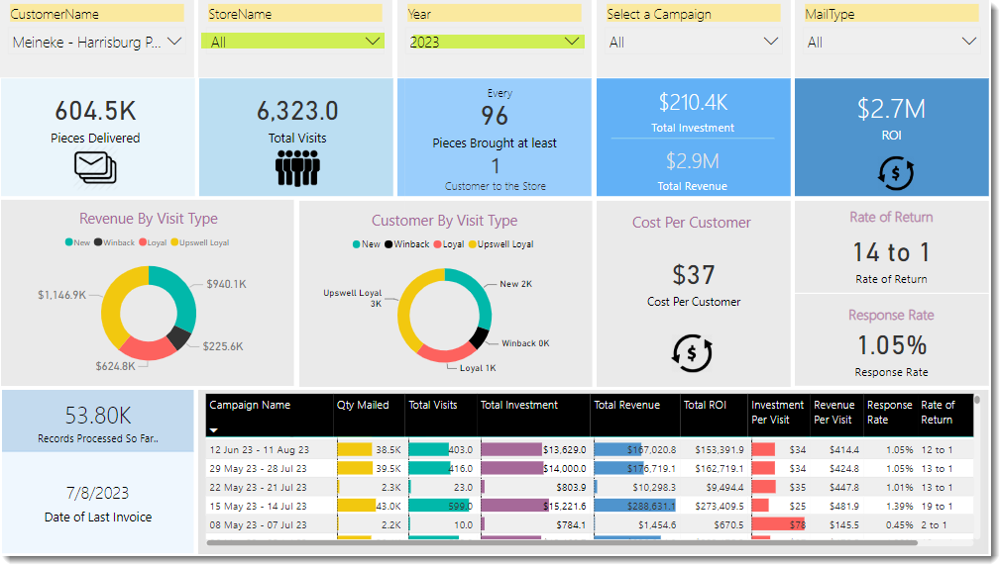 CustomerName
StoreName
Year
Select a Campaign
MailType
Meineke - Harrisburg P...
All
2023
All
All
604.5K
Pieces Delivered
6,323.0
Total Visits
Every
96
Pieces Brought at least
1
Customer to the Store
$210.4K
Total Investment
$2.9M
Total Revenue
$2.7M
ROI
Revenue By Visit Type
New Winback Loyal Upswell Loyal
$1,146.9K
$940.1K
$225.6K
$624.8K
Customer By Visit Type
New Winback Loyal Upswell Loyal
Upswell Loyal
3K
New 2K
Winback 0K
Loyal 1K
Cost Per Customer
$37
Cost Per Customer
Rate of Return
14 to 1
Rate of Return
Response Rate
1.05%
Response Rate
53.80K
Records Processed So Far..
7/8/2023
Date of Last Invoice
Campaign Name Qty Mailed Total Visits Total Investment Total Revenue Total ROI Investment Per Visit Revenue Per Visit Response Rate Rate of Return
12 Jun 23 - 11 Aug 23 38.5K 403.0 $13,629.0 $167,020.8 $153,391.9 $34 $414.4 1.05% 12 to 1
29 May 23 - 28 Jul 23 39.5K 416.0 $14,000.0 $176,719.1 $162,719.1 $34 $424.8 1.05% 13 to 1
22 May 23 - 21 Jul 23 2.3K 23.0 $803.9 $10,298.3 $9,494.4 $35 $447.8 1.01% 13 to 1
15 May 23 - 14 Jul 23 43.0K 599.0 $15,221.6 $288,631.1 $273,409.5 $25 $481.9 1.39% 19 to 1
08 May 23 - 07 Jul 23 2.2K 10.0 $784.1 $1,454.6 $670.5 $78 $145.5 0.45% 2 to 1